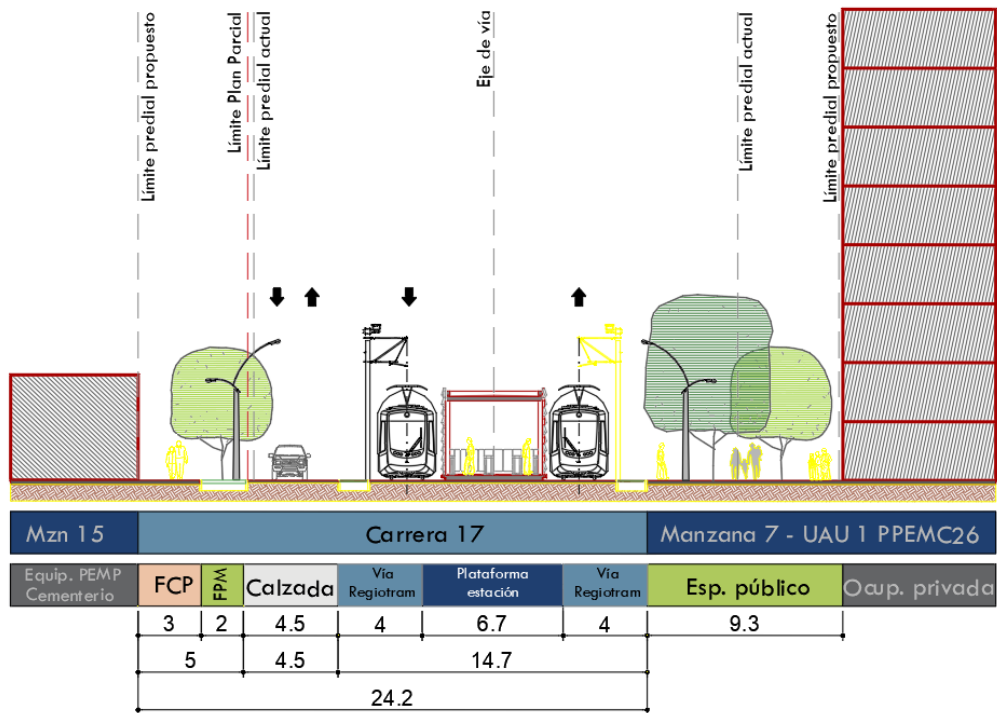 Límite predial propuesto
Límite Plan Parcial
Límite predial actual
Eje de vía
Límite predial actual
Límite predial propuesto
Mzn 15
Carrera 17
Manzana 7 - UAU 1 PPEMC26
Equip. PEMP
Cementerio
FCP
FPM
Calzada
Vía
Regiotram
Plataforma
estación
Vía
Regiotram
Esp. público
Ocup. privada
3
2
4.5
4
6.7
4
9.3
5
4.5
14.7
24.2